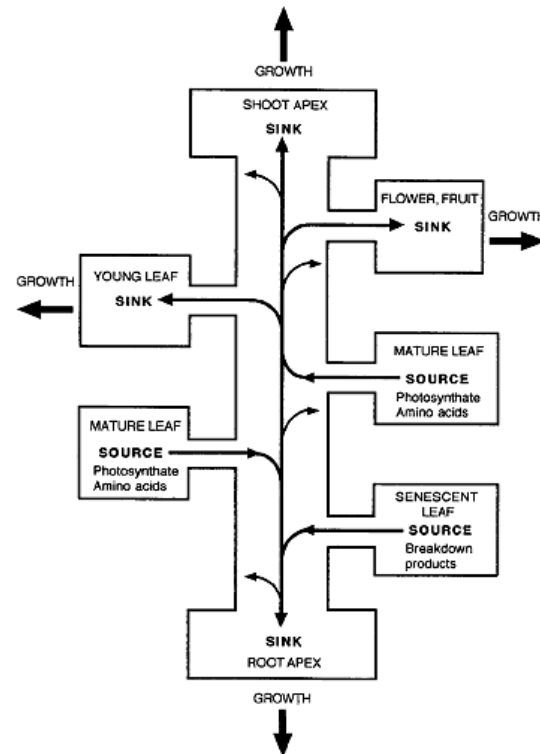 GROWTH
SHOOT APEX
SINK
FLOWER, FRUIT
SINK
GROWTH
YOUNG LEAF
SINK
GROWTH
MATURE LEAF
SOURCE
Photosynthate
Amino acids
MATURE LEAF
SOURCE
Photosynthate
Amino acids
SENESCENT
LEAF
SOURCE
Breakdown
products
SINK
ROOT APEX
GROWTH